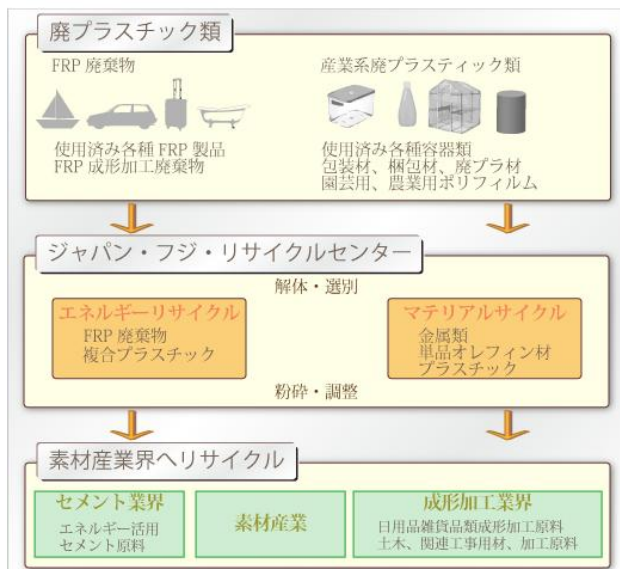 廃プラスチック類
FRP 廃棄物
使用済み各種 FRP 製品
FRP 成形加工廃棄物
産業系廃プラスティック類
使用済み各種容器類
包装材、梱包材、廃プラ材
園芸用、農業用ポリフィルム
ジャパン・フジ・リサイクルセンター
解体・選別
エネルギーリサイクル
FRP 廃棄物
複合プラスチック
マテリアルサイクル
金属類
単品オレフィン材
プラスチック
粉砕・調整
素材産業界へリサイクル
セメント業界
エネルギー活用
セメント原料
素材産業
成形加工業界
日用品雑貨品類成形加工原料
土木、関連工事用材、加工原料